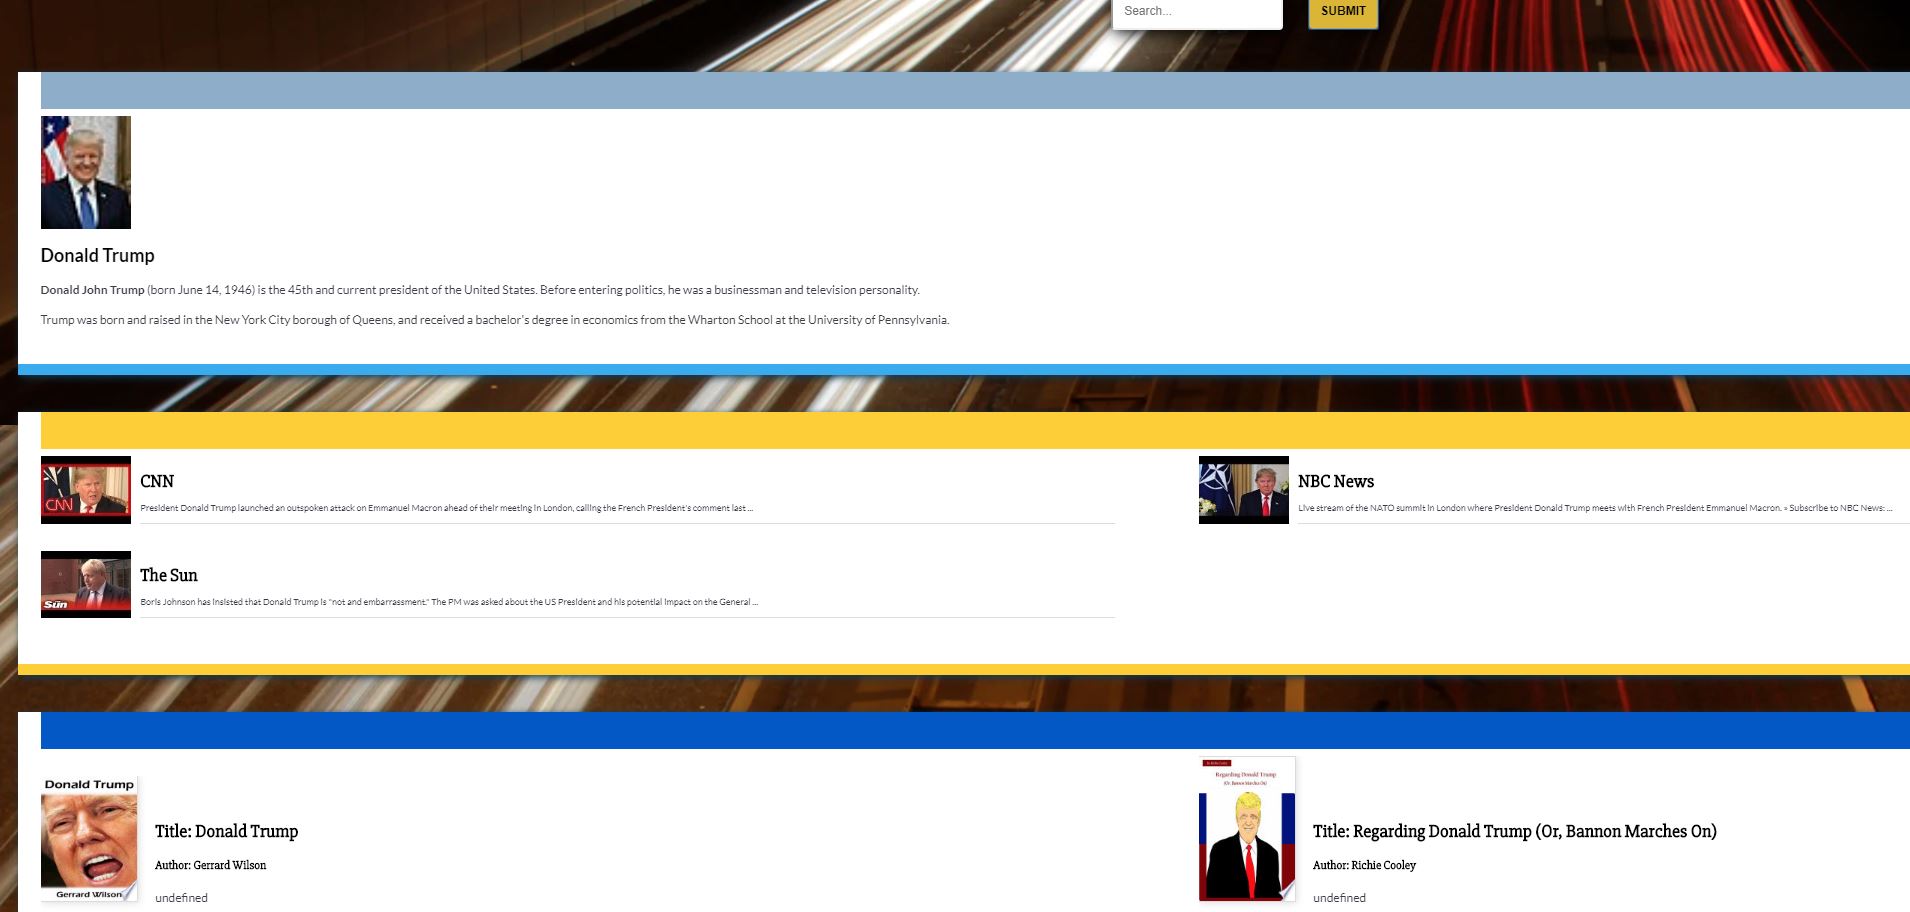 Search...
SUBMIT
Donald Trump
Donald John Trump (born June 14, 1946) is the 45th and current president of the United States. Before entering politics, he was a businessman and television personality.
Trump was born and raised in the New York City borough of Queens, and received a bachelor's degree in economics from the Wharton School at the University of Pennsylvania.
CNN
CNN
President Donald Trump launched an outspoken attack on Emmanuel Macron ahead of their meeting in London, calling the French President's comment last ...
NBC News
Live stream of the NATO summit in London where President Donald Trump meets with French President Emmanuel Macron. » Subscribe to NBC News: ...
Sun
The Sun
Boris Johnson has insisted that Donald Trump is "not and embarrassment." The PM was asked about the US President and his potential impact on the General ...
Donald Trump
Gerrard Wilson
Title: Donald Trump
Author: Gerrard Wilson
undefined
By Richie Cooley
Regarding Donald Trump
(Or, Bannon Marches On)
Title: Regarding Donald Trump (Or, Bannon Marches On)
Author: Richie Cooley
undefined